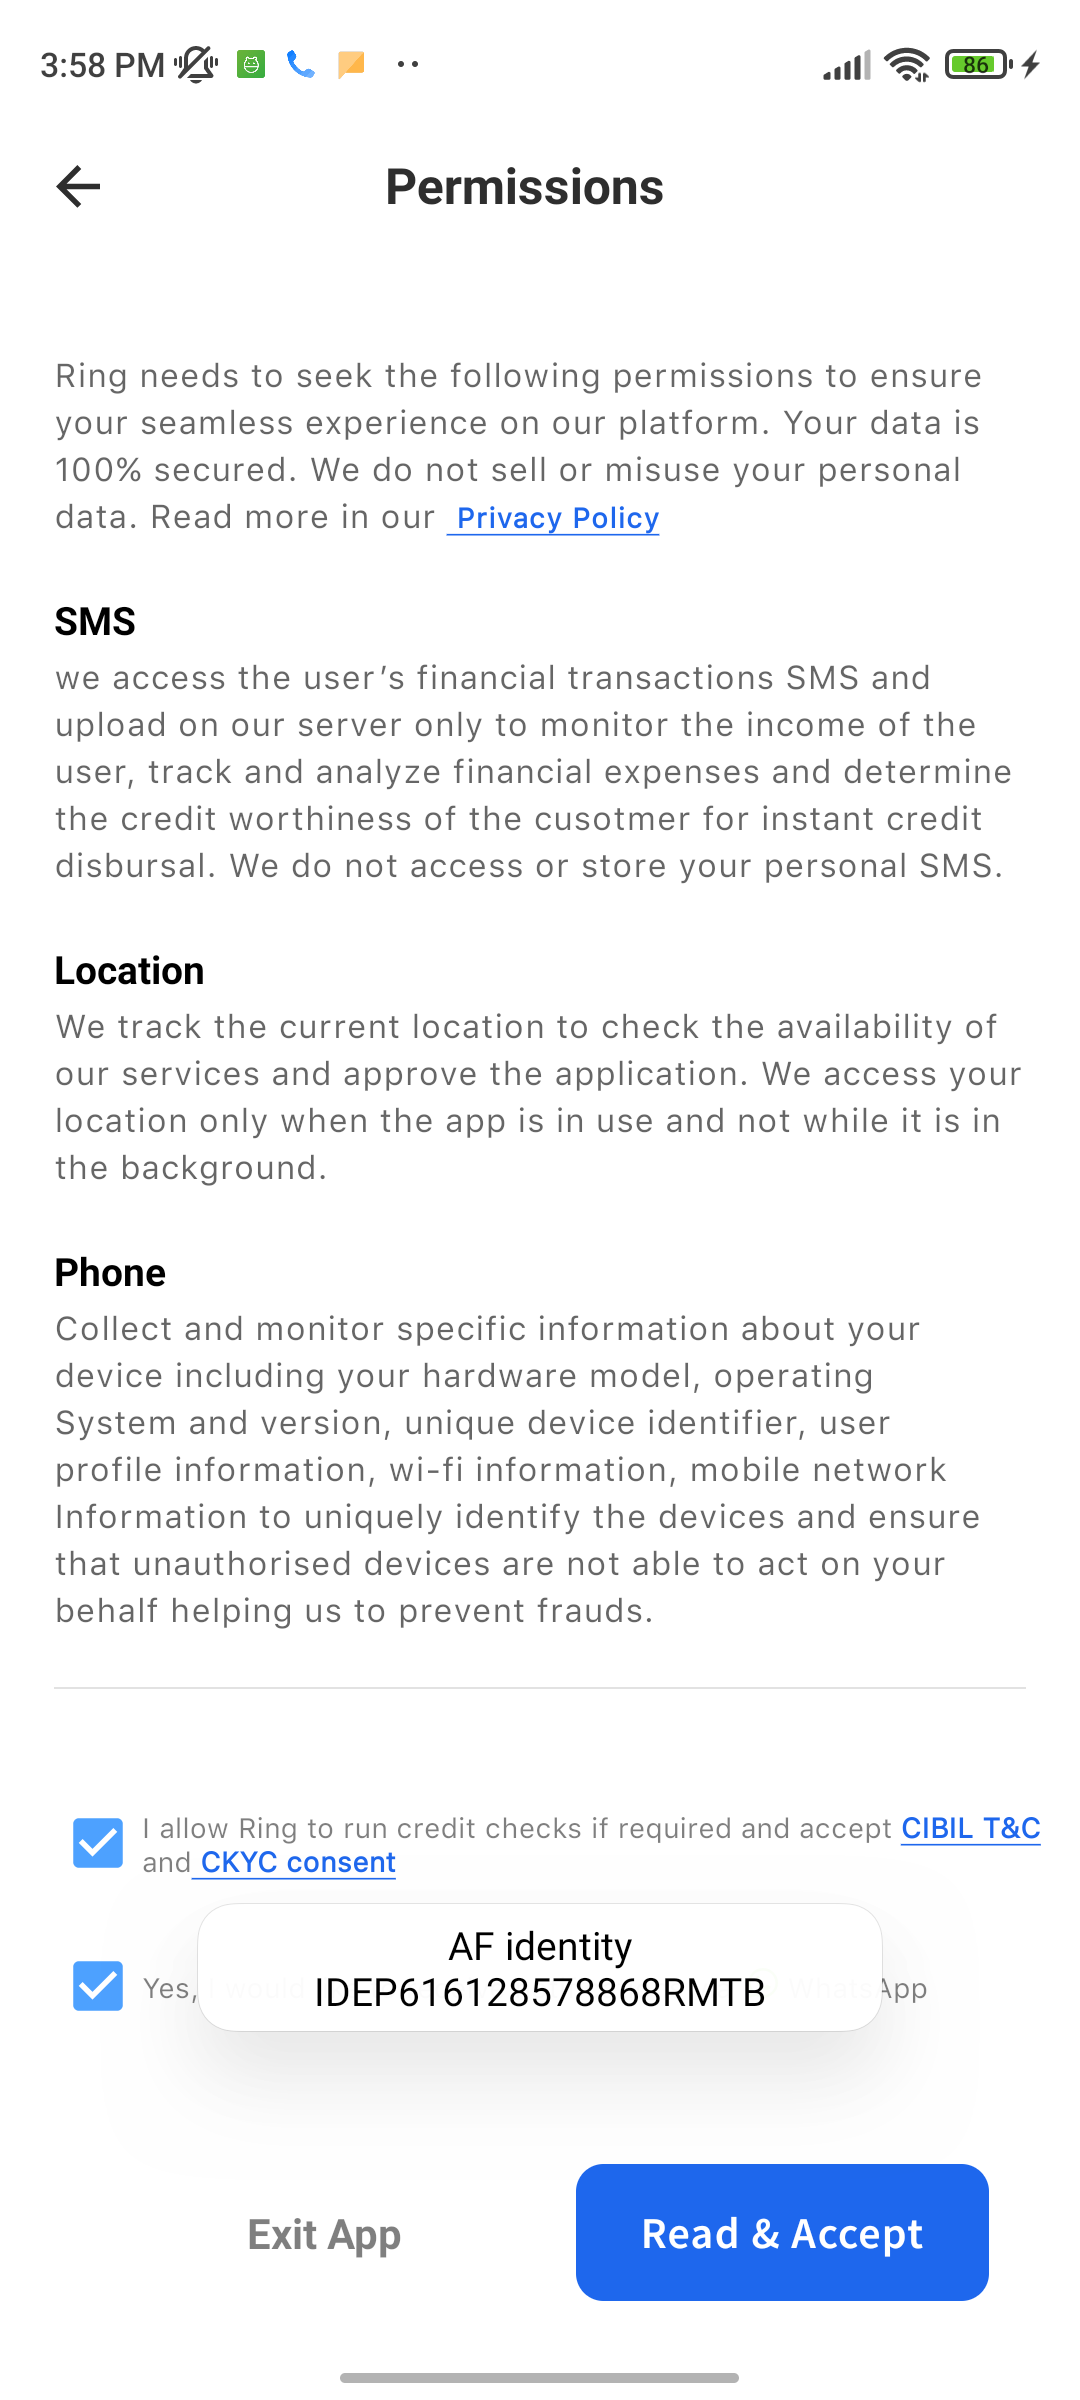 3:58 PM
86
Permissions
Ring needs to seek the following permissions to ensure
your seamless experience on our platform. Your data is
100% secured. We do not sell or misuse your personal
data. Read more in our Privacy Policy
SMS
we access the user’s financial transactions SMS and
upload on our server only to monitor the income of the
user, track and analyze financial expenses and determine
the credit worthiness of the cusotmer for instant credit
disbursal. We do not access or store your personal SMS.
Location
We track the current location to check the availability of
our services and approve the application. We access your
location only when the app is in use and not while it is in
the background.
Phone
Collect and monitor specific information about your
device including your hardware model, operating
System and version, unique device identifier, user
profile information, wi-fi information, mobile network
Information to uniquely identify the devices and ensure
that unauthorised devices are not able to act on your
behalf helping us to prevent frauds.
I allow Ring to run credit checks if required and accept CIBIL T&C
and CKYC consent
AF identity
IDEP616128578868RMTB
Yes, I would WhatsApp
Exit App
Read & Accept